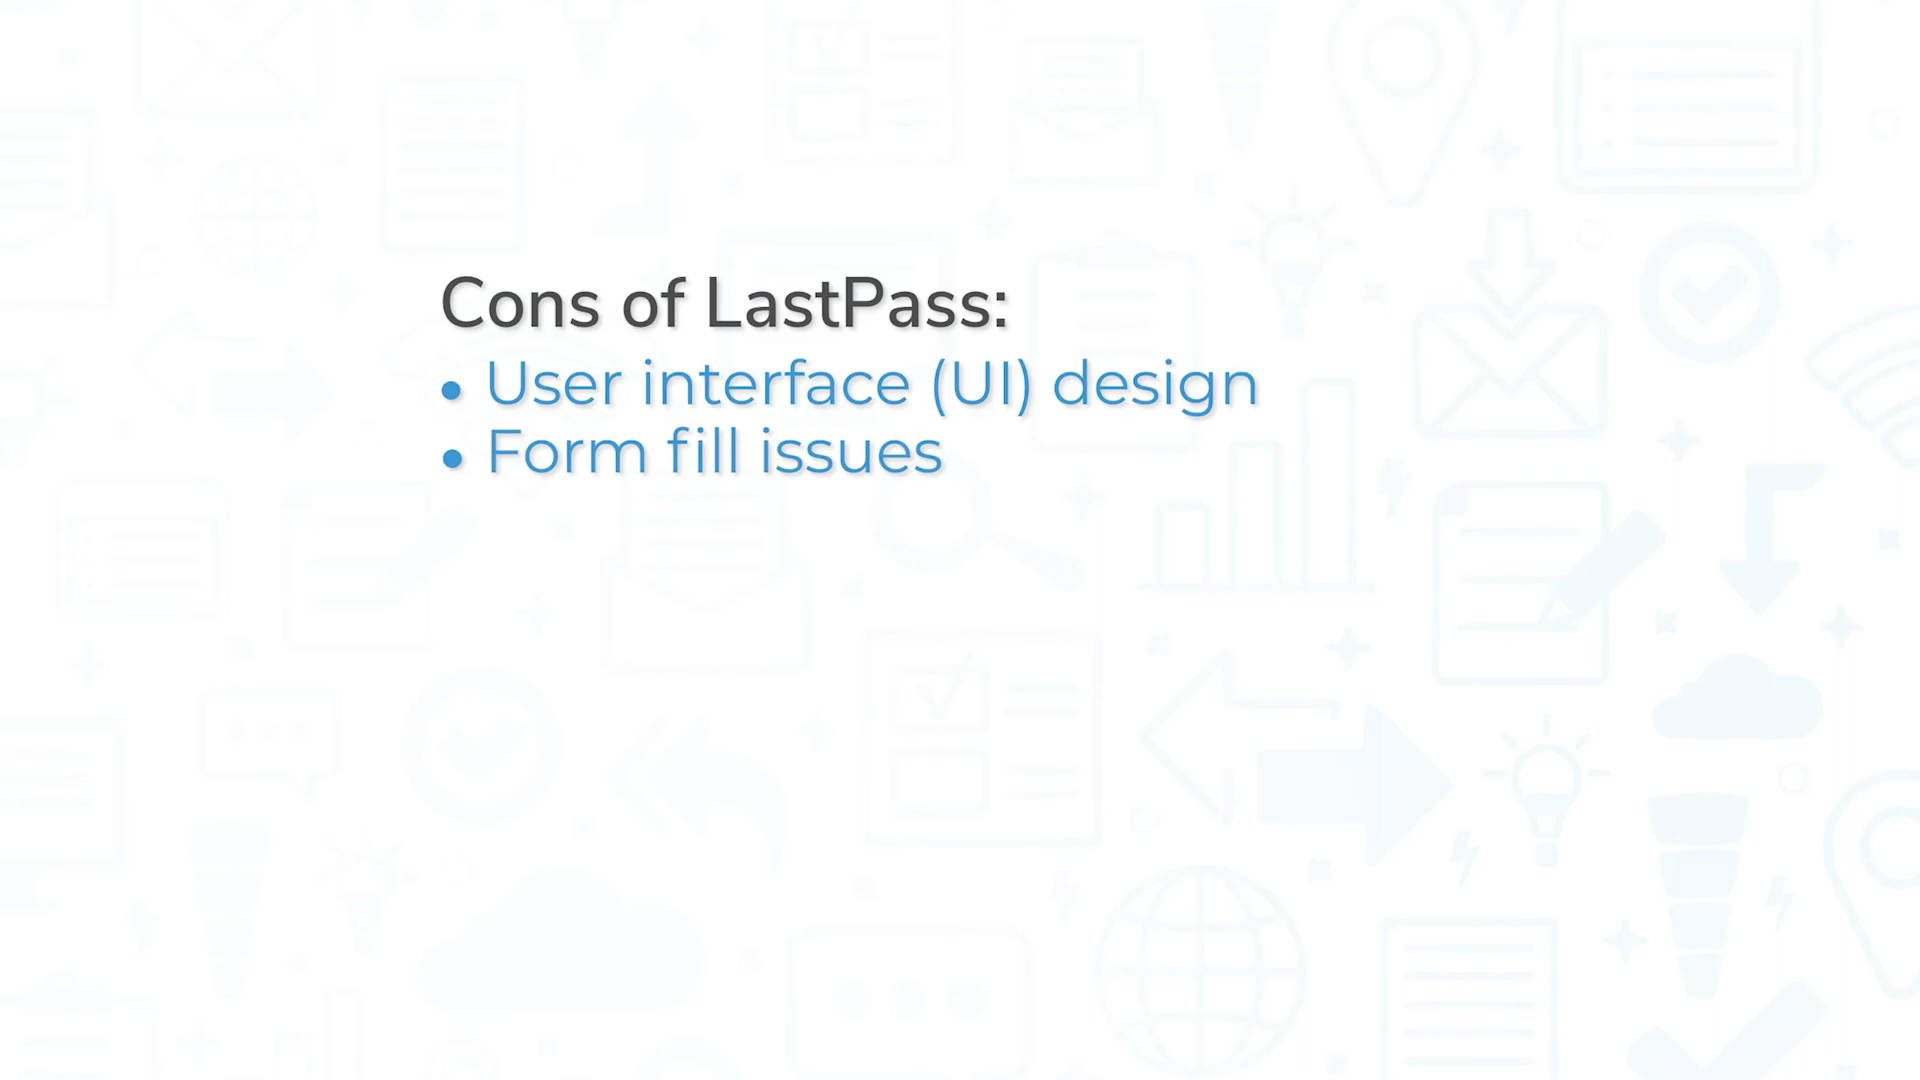 Cons of LastPass:
• User interface (UI) design
• Form fill issues